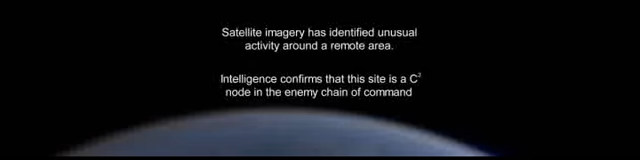 Satellite imagery has identified unusual
activity around a remote area.
Intelligence confirms that this site is a C³
node in the enemy chain of command